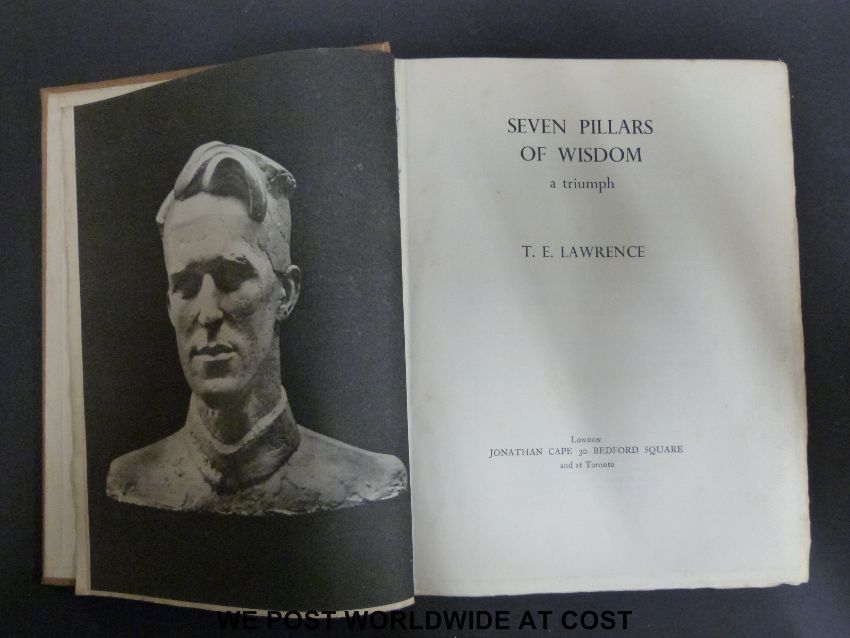 SEVEN PILLARS
OF WISDOM
a triumph
T. E. LAWRENCE
London
JONATHAN CAPE 30 BEDFORD SQUARE
and at Toronto
WE POST WORLDWIDE AT COST